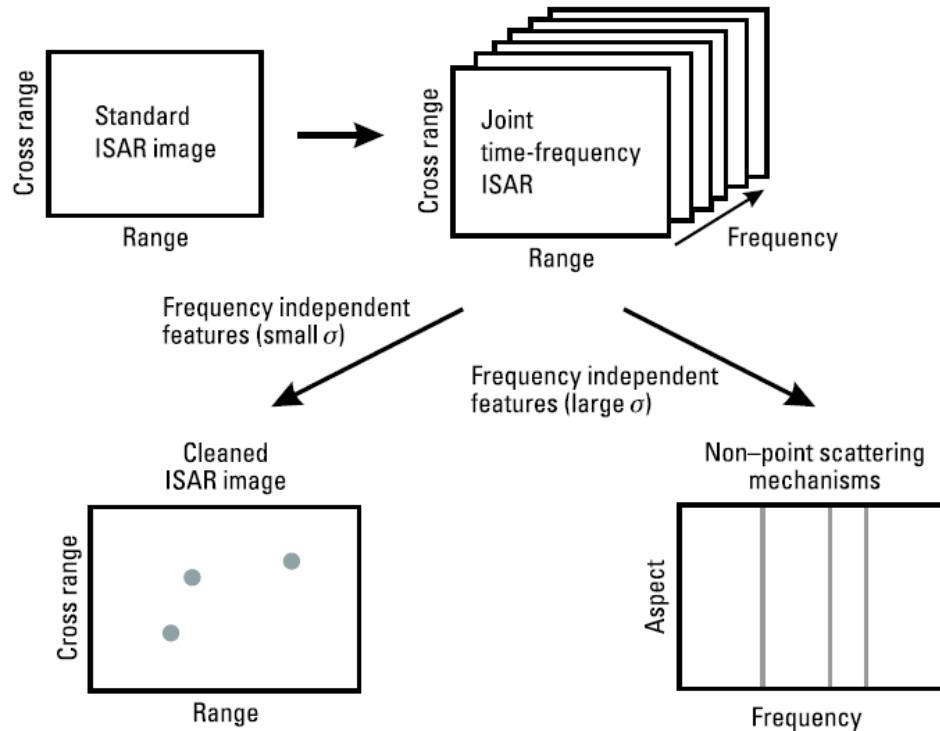 Cross range
Standard
ISAR image
Range
Cross range
Joint
time-frequency
ISAR
Range
Frequency
Frequency independent
features (small σ)
Frequency independent
features (large σ)
Cleaned
ISAR image
Cross range
Range
Non–point scattering
mechanisms
Aspect
Frequency